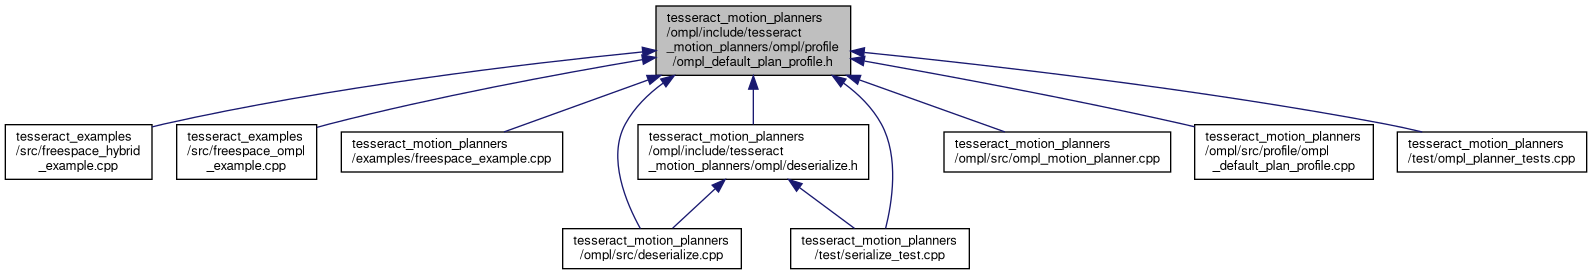 tesseract_motion_planners
/ompl/include/tesseract
_motion_planners/ompl/profile
/ompl_default_plan_profile.h
tesseract_examples
/src/freespace_hybrid
_example.cpp
tesseract_examples
/src/freespace_ompl
_example.cpp
tesseract_motion_planners
/examples/freespace_example.cpp
tesseract_motion_planners
/ompl/include/tesseract
_motion_planners/ompl/deserialize.h
tesseract_motion_planners
/ompl/src/ompl_motion_planner.cpp
tesseract_motion_planners
/ompl/src/profile/ompl
_default_plan_profile.cpp
tesseract_motion_planners
/test/ompl_planner_tests.cpp
tesseract_motion_planners
/ompl/src/deserialize.cpp
tesseract_motion_planners
/test/serialize_test.cpp